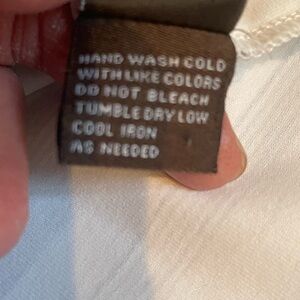 HAND WASH COLD
WITH LIKE COLORS
DO NOT BLEACH
TUMBLE DRY LOW
COOL IRON
AS NEEDED